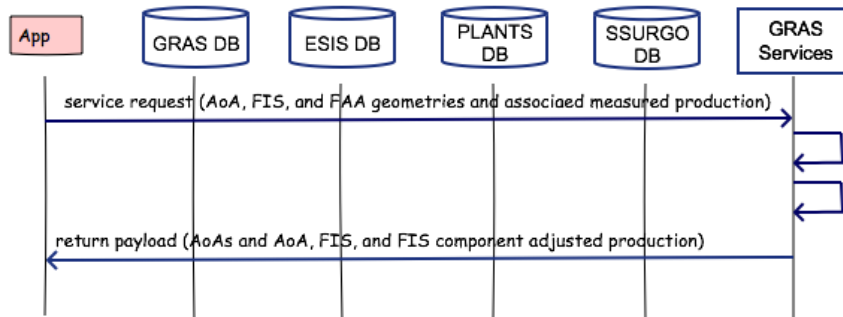 App
GRAS DB
ESIS DB
PLANTS
DB
SSURGO
DB
GRAS
Services
service request (AoA, FIS, and FAA geometries and associaed measured production)
return payload (AoAs and AoA, FIS, and FIS component adjusted production)